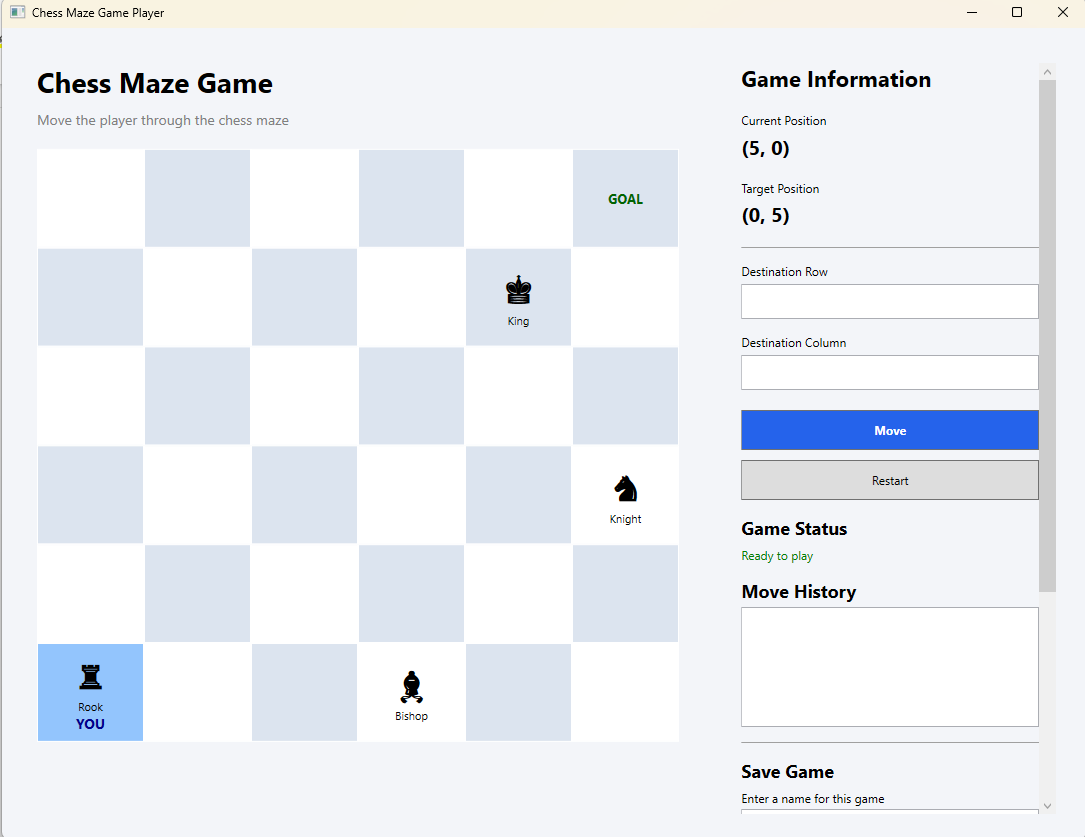 Chess Maze Game Player
Chess Maze Game
Move the player through the chess maze
GOAL
King
Knight
Rook
YOU
Bishop
Game Information
Current Position
(5, 0)
Target Position
(0, 5)
Destination Row
Destination Column
Move
Restart
Game Status
Ready to play
Move History
Save Game
Enter a name for this game